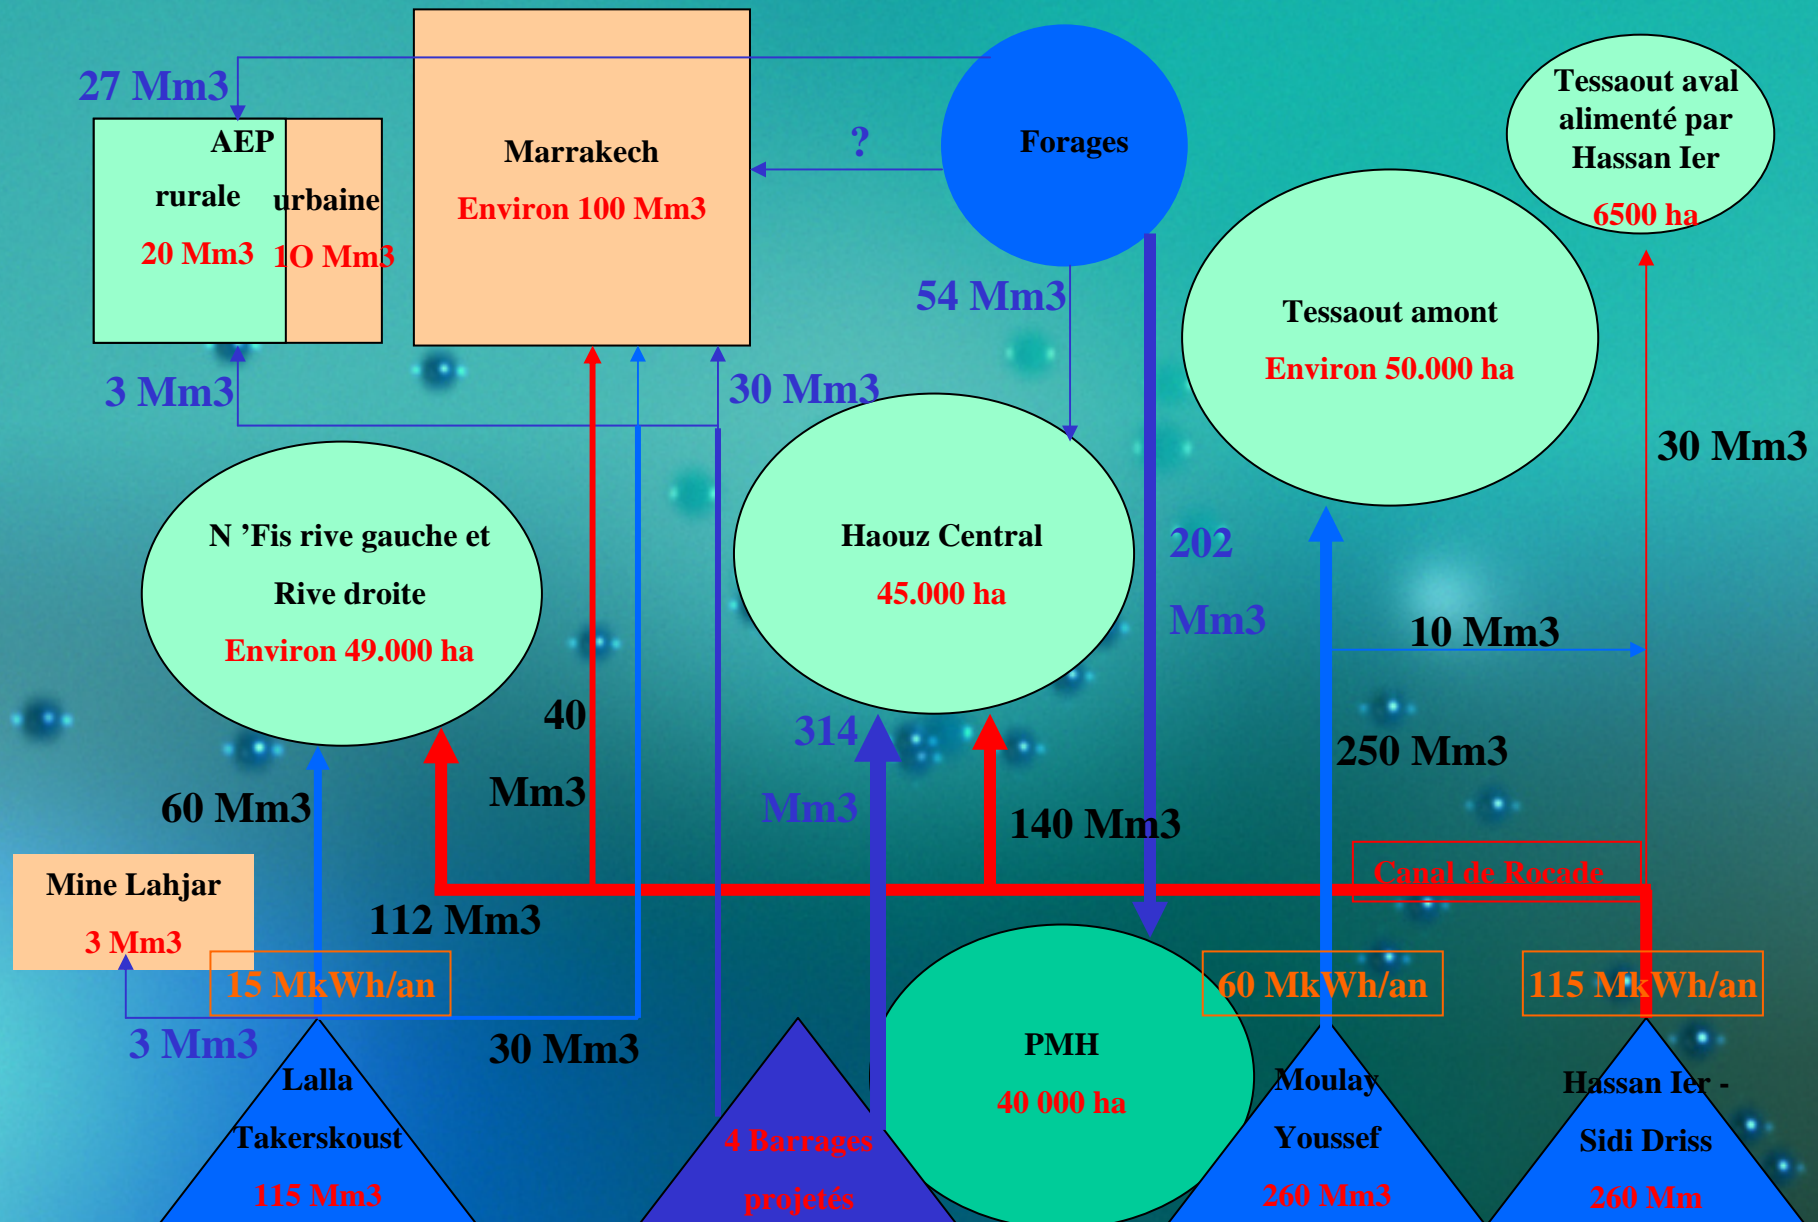 27 Mm3
AEP
rurale
20 Mm3
urbaine
1O Mm3
Marrakech
Environ 100 Mm3
?
Forages
Tessaout aval
alimenté par
Hassan Ier
6500 ha
54 Mm3
Tessaout amont
Environ 50.000 ha
3 Mm3
30 Mm3
30 Mm3
N ’Fis rive gauche et
Rive droite
Environ 49.000 ha
Haouz Central
45.000 ha
202
Mm3
10 Mm3
40
Mm3
314
Mm3
250 Mm3
60 Mm3
140 Mm3
Canal de Rocade
Mine Lahjar
3 Mm3
112 Mm3
15 MkWh/an
60 MkWh/an
115 MkWh/an
3 Mm3
30 Mm3
PMH
40 000 ha
Lalla
Takerskoust
115 Mm3
4 Barrages
projetés
Moulay
Youssef
260 Mm3
Hassan Ier -
Sidi Driss
260 Mm